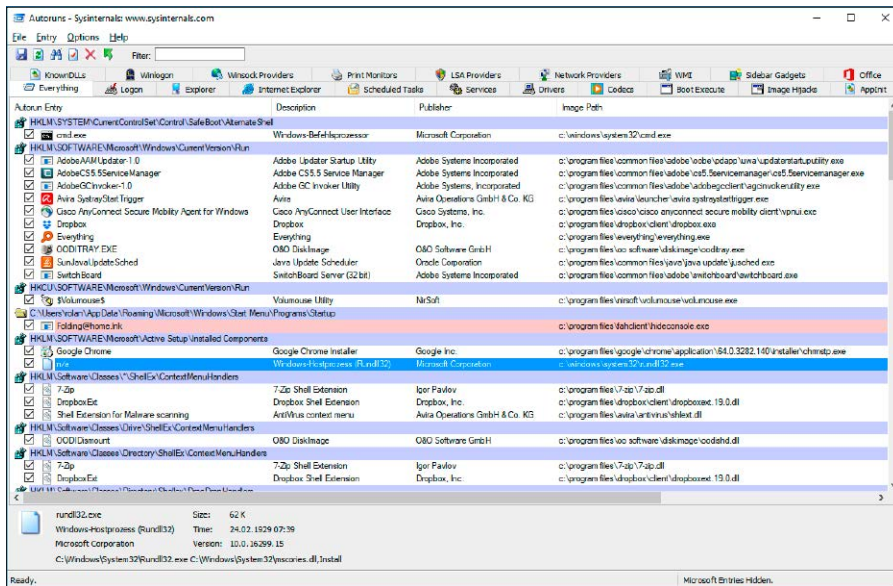 Autoruns - Sysinternals: www.sysinternals.com
File Entry Options Help
Filter:
KnownDLLs Winlogon Winsock Providers Print Monitors LSA Providers Network Providers WMI Sidebar Gadgets Office
Everything Logon Explorer Internet Explorer Scheduled Tasks Services Drivers Codecs Boot Execute Image Hijacks AppInit
Autorun Entry Description Publisher Image Path
HKLM\SYSTEM\CurrentControlSet\Control\SafeBoot\AlternateShell
cmd.exe Windows-Befehlsprozessor Microsoft Corporation c:\windows\system32\cmd.exe
HKLM\SOFTWARE\Microsoft\Windows\CurrentVersion\Run
AdobeAAMUpdater-1.0 Adobe Updater Startup Utility Adobe Systems Incorporated c:\program files\common files\adobe\oobe\pdapp\uwa\updaterstartuputility.exe
AdobeCS5.5ServiceManager Adobe CS5.5 Service Manager Adobe Systems Incorporated c:\program files\common files\adobe\cs5.5servicemanager\cs5.5servicemanager.exe
AdobeGCInvoker-1.0 Adobe GC Invoker Utility Adobe Systems, Incorporated c:\program files\common files\adobe\adobegcclient\agcinvokerutility.exe
Avira SystrayStartTrigger Avira Avira Operations GmbH & Co. KG c:\program files\avira\launcher\avira.systraystarttrigger.exe
Cisco AnyConnect Secure Mobility Agent for Windows Cisco AnyConnect User Interface Cisco Systems, Inc. c:\program files\cisco\cisco anyconnect secure mobility client\vpnui.exe
Dropbox Dropbox Dropbox, Inc. c:\program files\dropbox\client\dropbox.exe
Everything Everything c:\program files\everything\everything.exe
OODITRAY.EXE O&O DiskImage O&O Software GmbH c:\program files\oo software\diskimage\ooditray.exe
SunJavaUpdateSched Java Update Scheduler Oracle Corporation c:\program files\common files\java\java update\jusched.exe
SwitchBoard SwitchBoard Server (32 bit) Adobe Systems Incorporated c:\program files\common files\adobe\switchboard\switchboard.exe
HKCU\SOFTWARE\Microsoft\Windows\CurrentVersion\Run
$Volumouse$ Volumouse Utility NirSoft c:\program files\nirsoft\volumouse\volumouse.exe
C:\Users\rolan\AppData\Roaming\Microsoft\Windows\Start Menu\Programs\Startup
Folding@home.lnk c:\program files\fahclient\hideconsole.exe
HKLM\SOFTWARE\Microsoft\Active Setup\Installed Components
Google Chrome Google Chrome Installer Google Inc. c:\program files\google\chrome\application\64.0.3282.140\installer\chrmstp.exe
n/a Windows-Hostprozess (Rundll32) Microsoft Corporation c:\windows\system32\rundll32.exe
HKLM\Software\Classes\*\ShellEx\ContextMenuHandlers
7-Zip 7-Zip Shell Extension Igor Pavlov c:\program files\7-zip\7-zip.dll
DropboxExt Dropbox Shell Extension Dropbox, Inc. c:\program files\dropbox\client\dropboxext.19.0.dll
Shell Extension for Malware scanning AntiVirus context menu Avira Operations GmbH & Co. KG c:\program files\avira\antivirus\shlext.dll
HKLM\Software\Classes\Drive\ShellEx\ContextMenuHandlers
OODIDismount O&O DiskImage O&O Software GmbH c:\program files\oo software\diskimage\oodishd.dll
HKLM\Software\Classes\Directory\ShellEx\ContextMenuHandlers
7-Zip 7-Zip Shell Extension Igor Pavlov c:\program files\7-zip\7-zip.dll
DropboxExt Dropbox Shell Extension Dropbox, Inc. c:\program files\dropbox\client\dropboxext.19.0.dll
HKLM\Software\Classes\Directory\Shellex\DragDropHandlers
rundll32.exe Size: 62 K
Windows-Hostprozess (Rundll32) Time: 24.02.1929 07:39
Microsoft Corporation Version: 10.0.16299.15
C:\Windows\System32\Rundll32.exe C:\Windows\System32\mscories.dll,Install
Ready. Microsoft Entries Hidden.